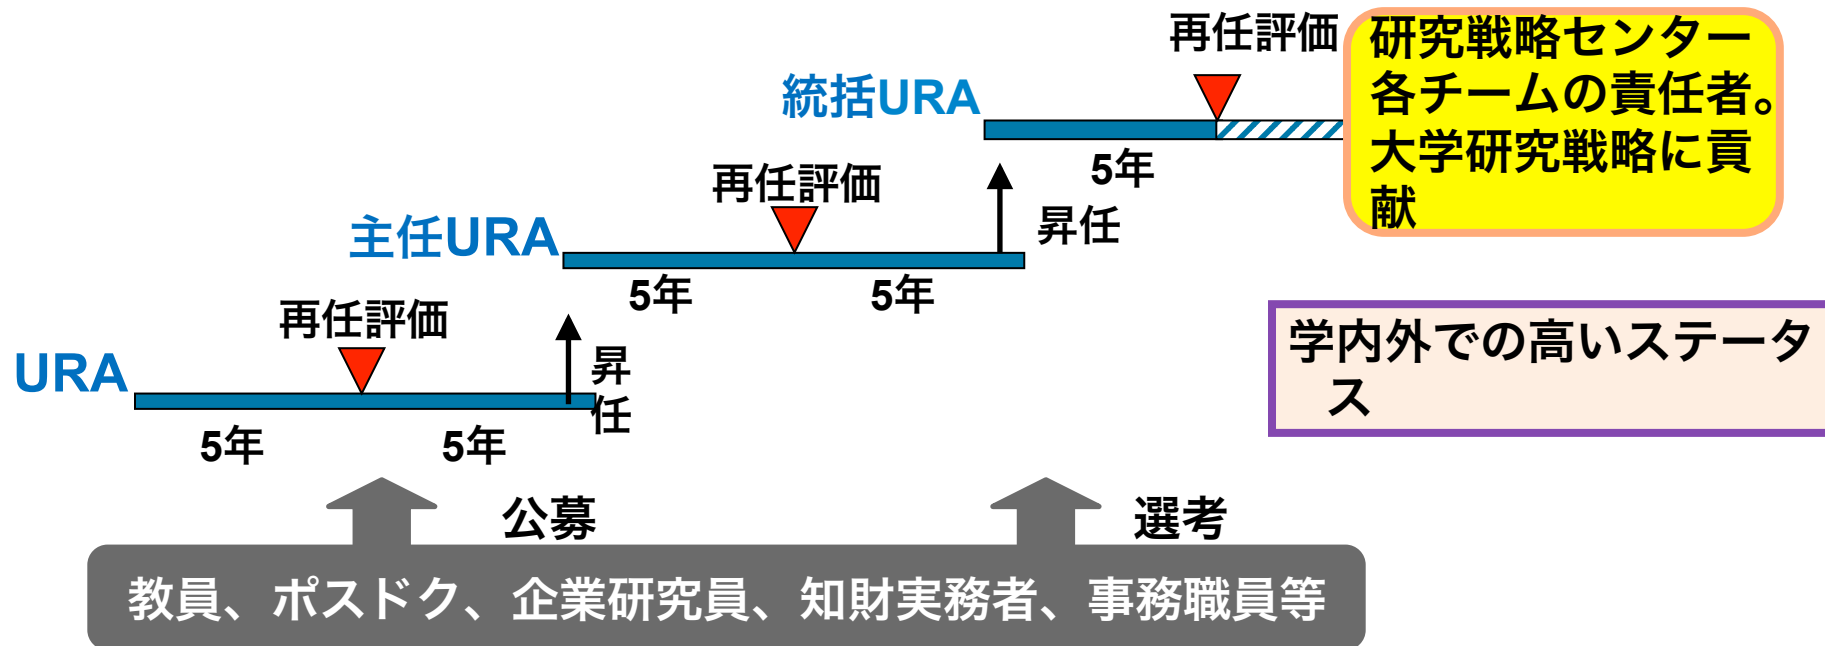 再任評価
研究戦略センター
各チームの責任者。
大学研究戦略に貢
献
統括URA
5年
再任評価
昇任
主任URA
5年
5年
再任評価
学内外での高いステータ
ス
URA
昇
任
5年
5年
公募
選考
教員、ポスドク、企業研究員、知財実務者、事務職員等